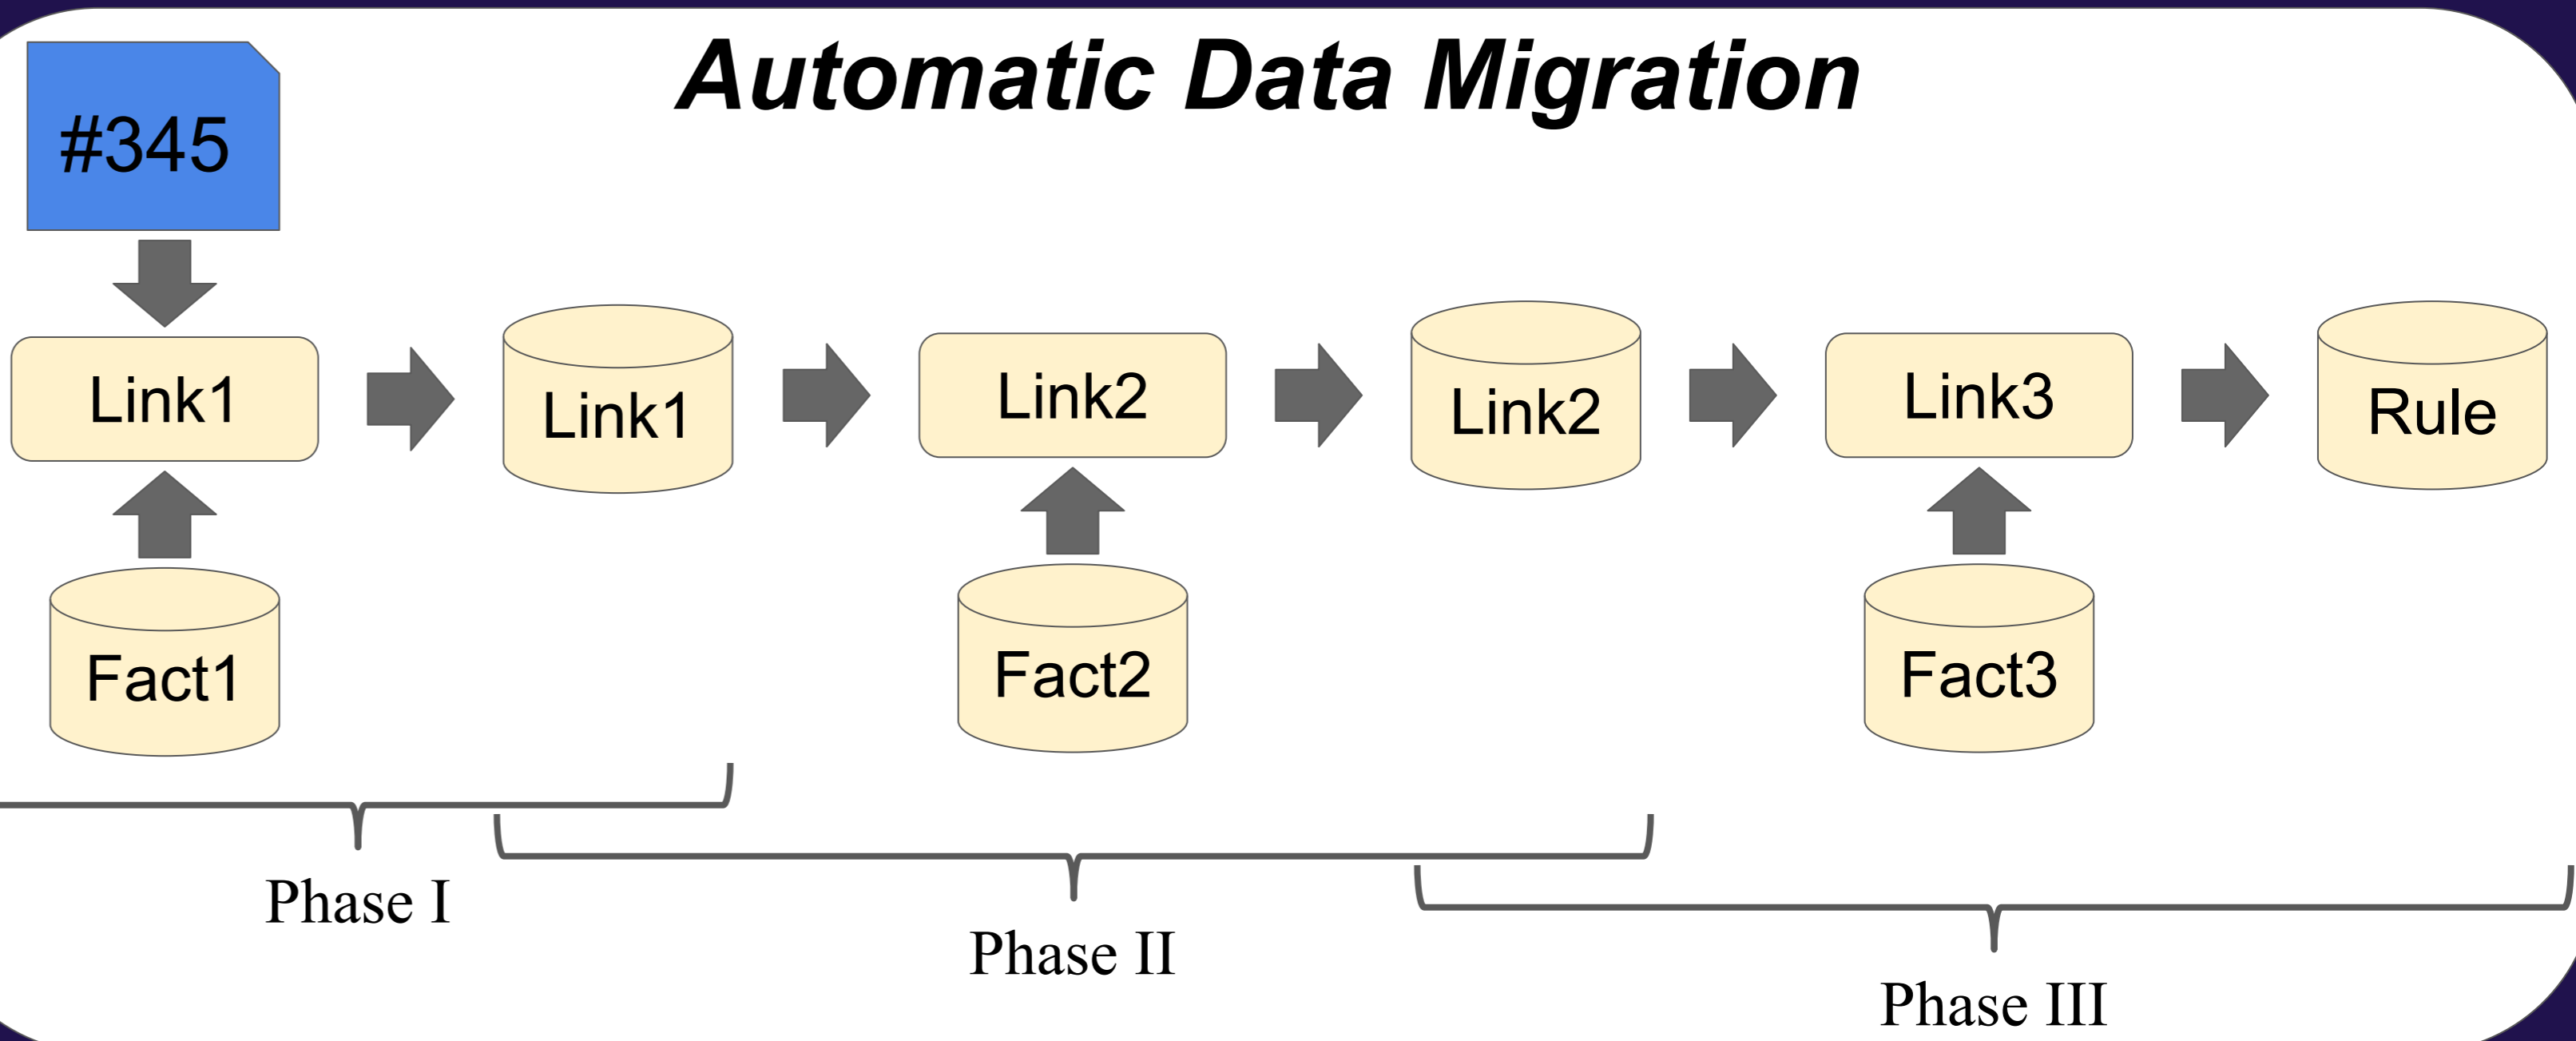 Automatic Data Migration
#345
Link1
Link1
Link2
Link2
Link3
Rule
Fact1
Fact2
Fact3
Phase I
Phase II
Phase III